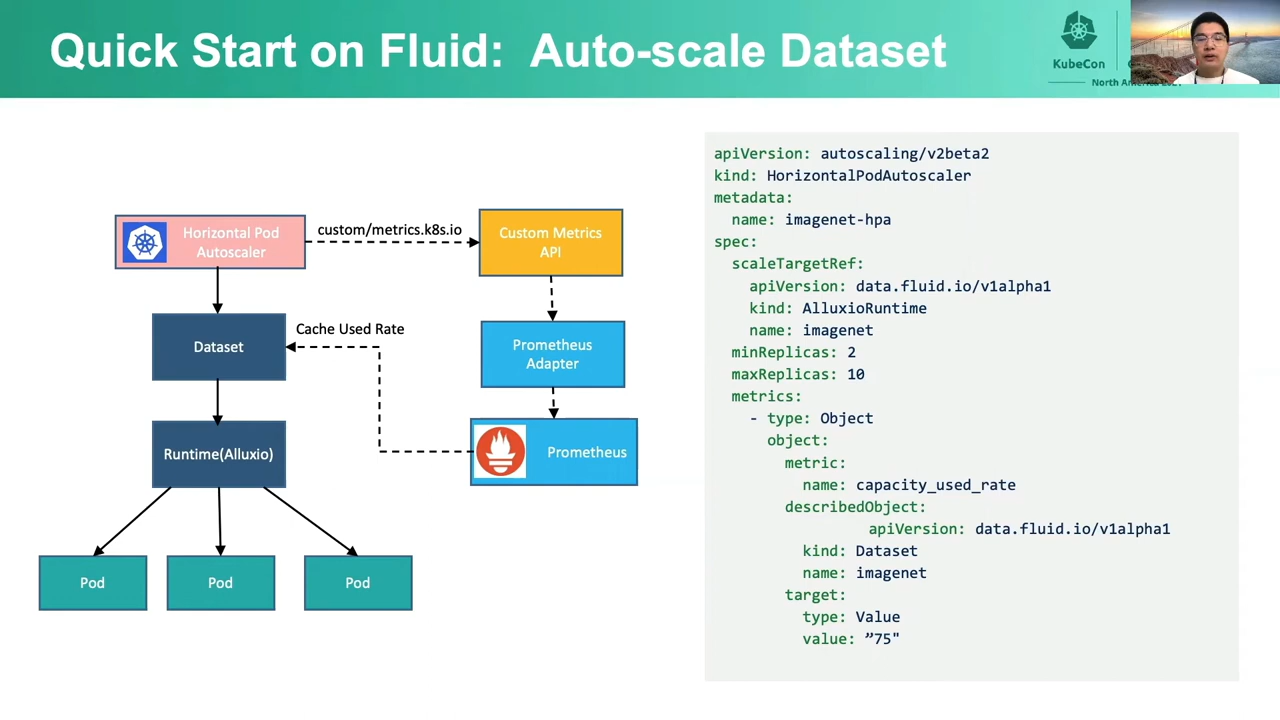 Quick Start on Fluid: Auto-scale Dataset
KubeCon
North America
Horizontal Pod
Autoscaler
custom/metrics.k8s.io
Custom Metrics
API
Dataset
Cache Used Rate
Prometheus
Adapter
Runtime(Alluxio)
Prometheus
Pod
Pod
Pod
apiVersion: autoscaling/v2beta2
kind: HorizontalPodAutoscaler
metadata:
name: imagenet-hpa
spec:
scaleTargetRef:
apiVersion: data.fluid.io/v1alpha1
kind: AlluxioRuntime
name: imagenet
minReplicas: 2
maxReplicas: 10
metrics:
- type: Object
object:
metric:
name: capacity_used_rate
describedObject:
apiVersion: data.fluid.io/v1alpha1
kind: Dataset
name: imagenet
target:
type: Value
value: ”75"